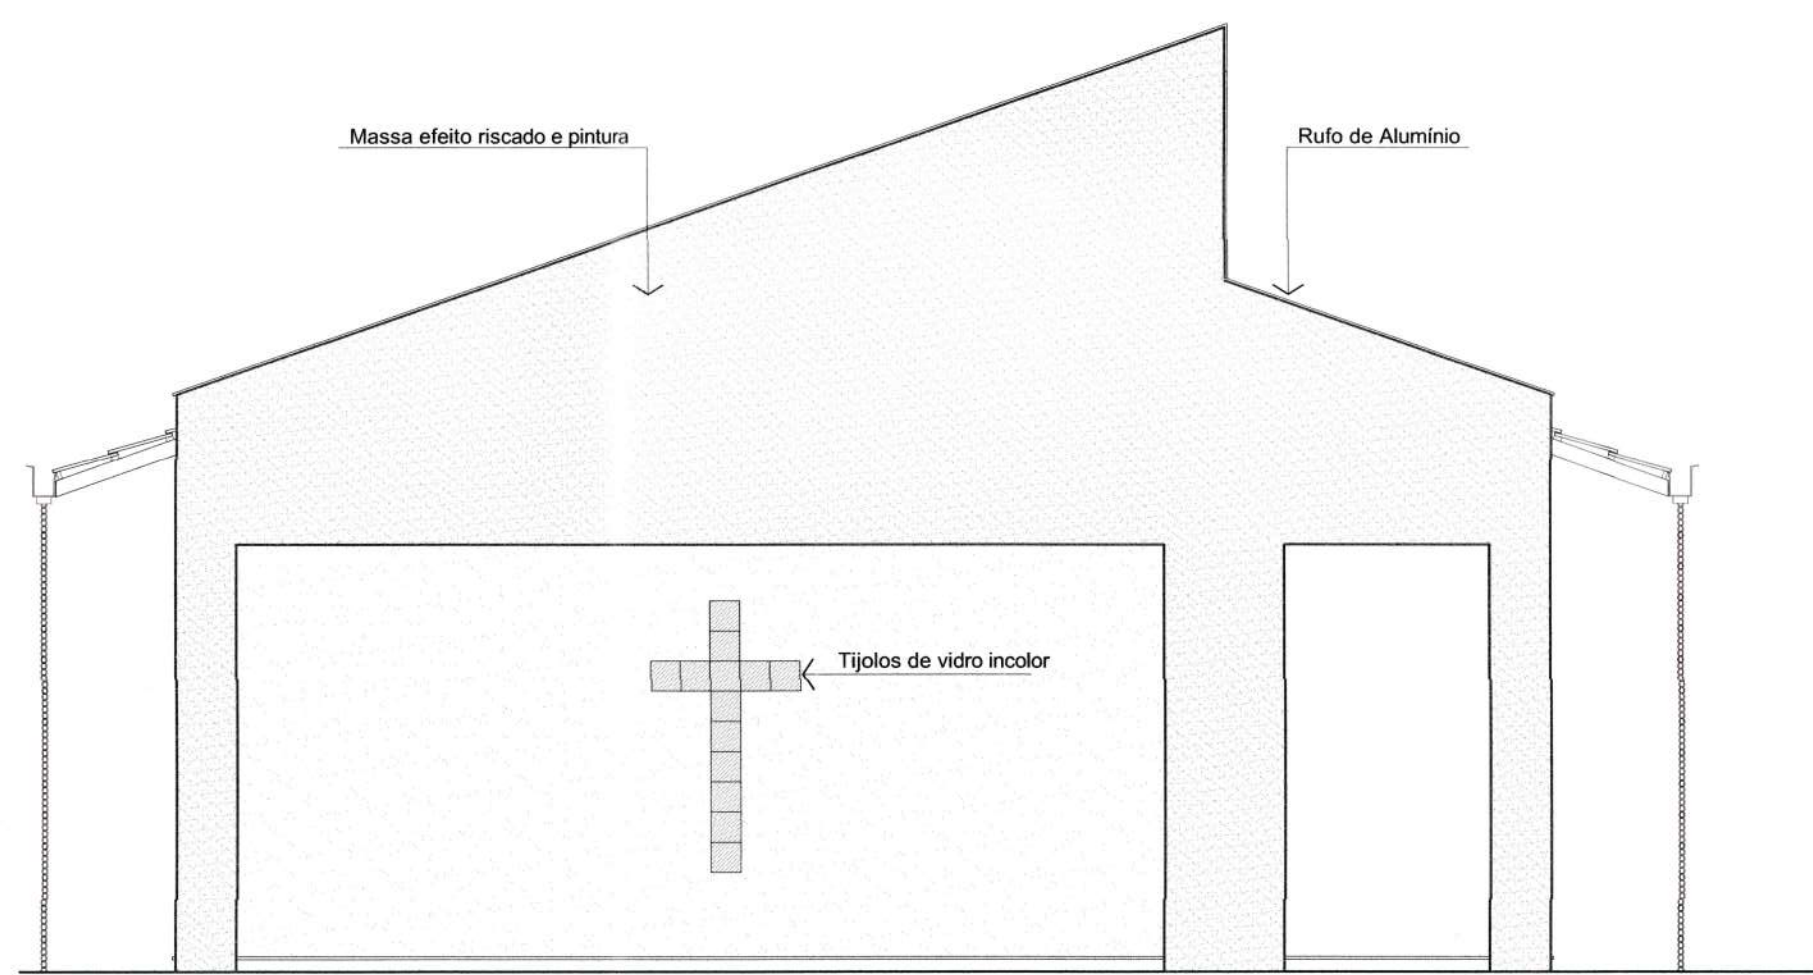 Massa efeito riscado e pintura
Rufo de Alumínio
Tijolos de vidro incolor